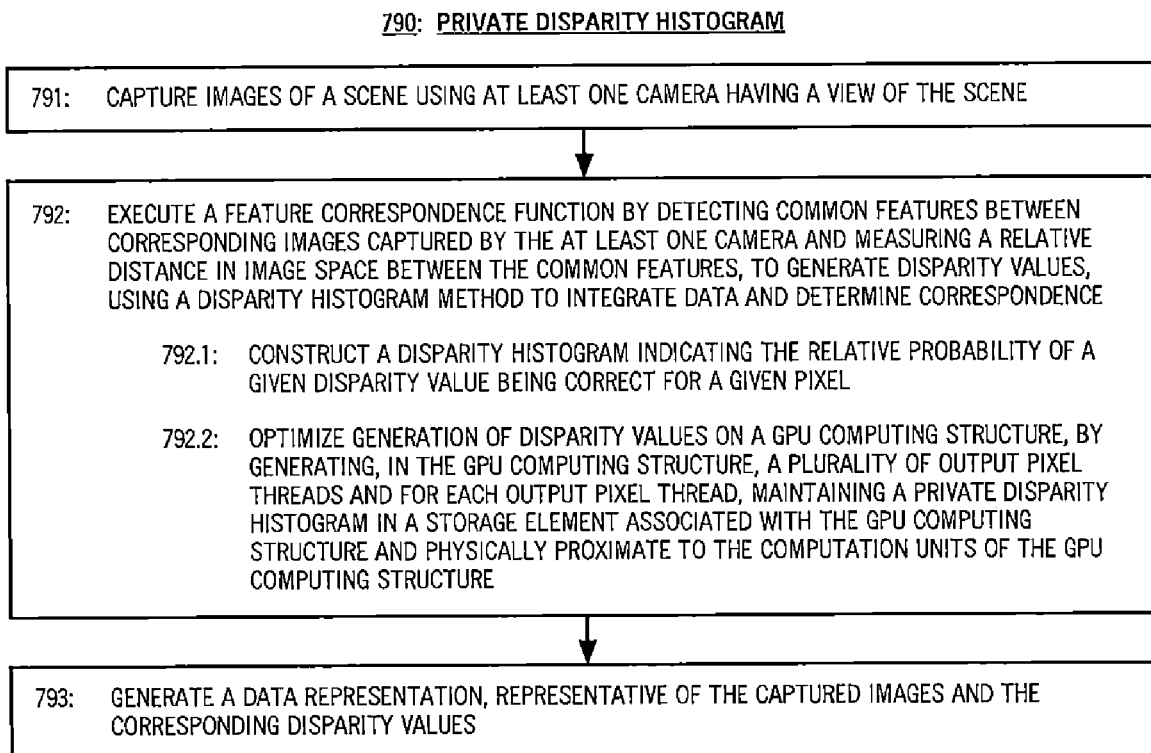 790: PRIVATE DISPARITY HISTOGRAM
791: CAPTURE IMAGES OF A SCENE USING AT LEAST ONE CAMERA HAVING A VIEW OF THE SCENE
792: EXECUTE A FEATURE CORRESPONDENCE FUNCTION BY DETECTING COMMON FEATURES BETWEEN
CORRESPONDING IMAGES CAPTURED BY THE AT LEAST ONE CAMERA AND MEASURING A RELATIVE
DISTANCE IN IMAGE SPACE BETWEEN THE COMMON FEATURES, TO GENERATE DISPARITY VALUES,
USING A DISPARITY HISTOGRAM METHOD TO INTEGRATE DATA AND DETERMINE CORRESPONDENCE
792.1: CONSTRUCT A DISPARITY HISTOGRAM INDICATING THE RELATIVE PROBABILITY OF A
GIVEN DISPARITY VALUE BEING CORRECT FOR A GIVEN PIXEL
792.2: OPTIMIZE GENERATION OF DISPARITY VALUES ON A GPU COMPUTING STRUCTURE, BY
GENERATING, IN THE GPU COMPUTING STRUCTURE, A PLURALITY OF OUTPUT PIXEL
THREADS AND FOR EACH OUTPUT PIXEL THREAD, MAINTAINING A PRIVATE DISPARITY
HISTOGRAM IN A STORAGE ELEMENT ASSOCIATED WITH THE GPU COMPUTING
STRUCTURE AND PHYSICALLY PROXIMATE TO THE COMPUTATION UNITS OF THE GPU
COMPUTING STRUCTURE
793: GENERATE A DATA REPRESENTATION, REPRESENTATIVE OF THE CAPTURED IMAGES AND THE
CORRESPONDING DISPARITY VALUES